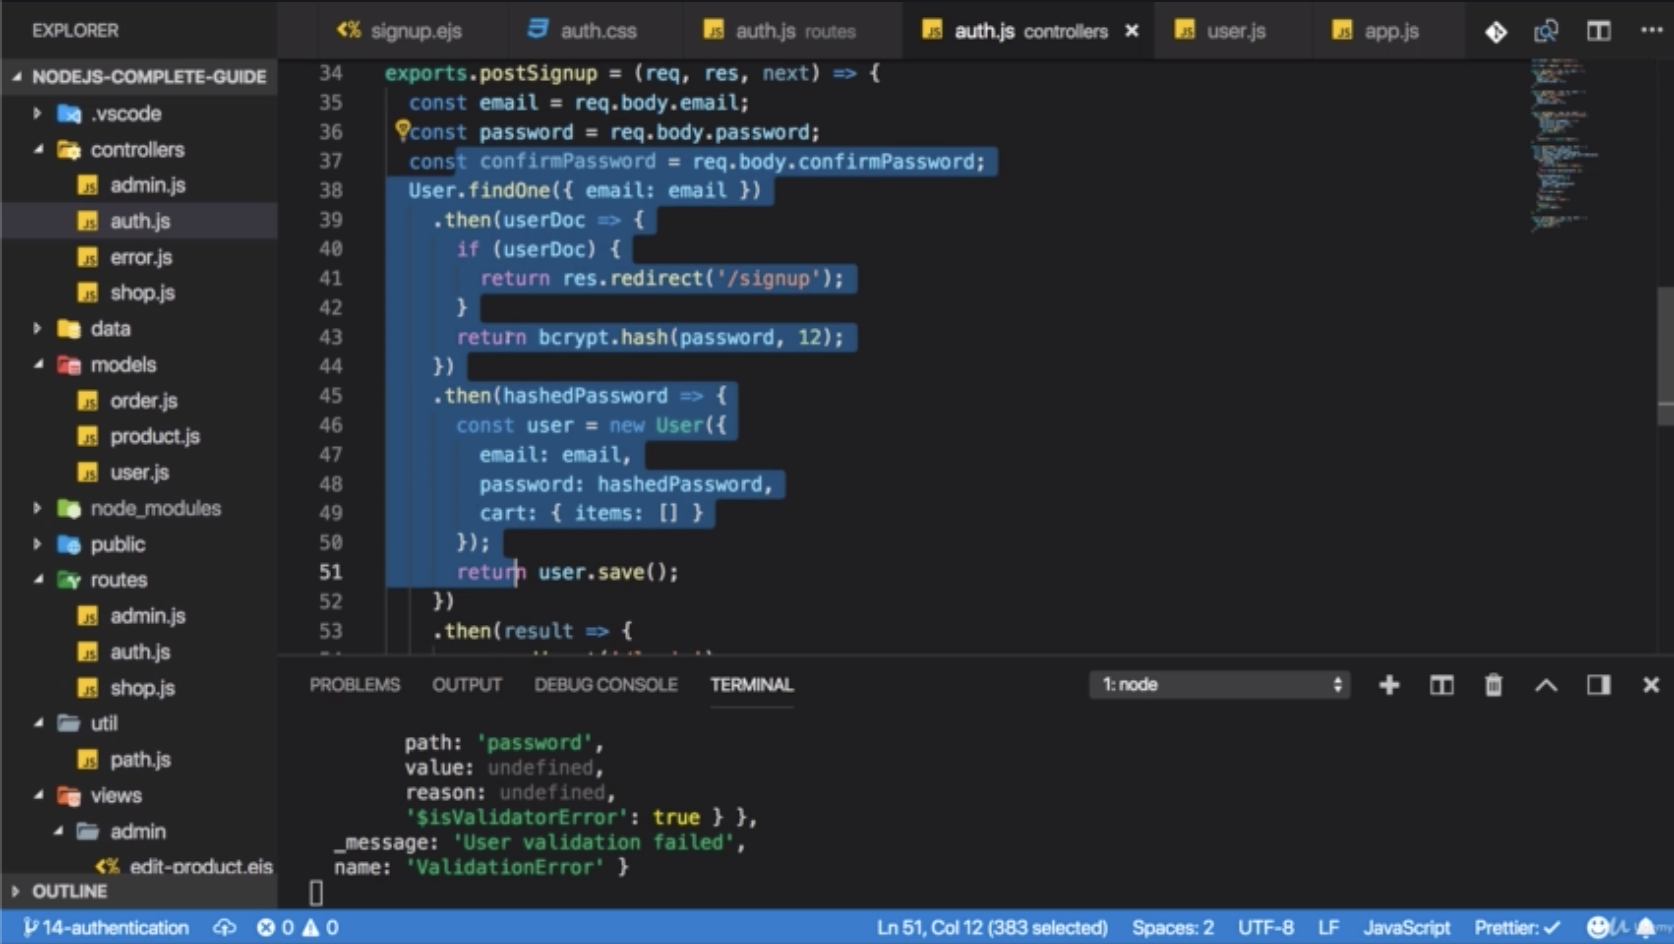 EXPLORER
signup.ejs
auth.css
auth.js routes
auth.js controllers
user.js
app.js
NODEJS-COMPLETE-GUIDE
.vscode
controllers
admin.js
auth.js
error.js
shop.js
data
models
order.js
product.js
user.js
node_modules
public
routes
admin.js
auth.js
shop.js
util
path.js
views
admin
edit-product.ejs
OUTLINE
34 exports.postSignup = (req, res, next) => {
35 const email = req.body.email;
36 const password = req.body.password;
37 const confirmPassword = req.body.confirmPassword;
38 User.findOne({ email: email })
39 .then(userDoc => {
40 if (userDoc) {
41 return res.redirect('/signup');
42 }
43 return bcrypt.hash(password, 12);
44 })
45 .then(hashedPassword => {
46 const user = new User({
47 email: email,
48 password: hashedPassword,
49 cart: { items: [] }
50 });
51 return user.save();
52 })
53 .then(result => {
PROBLEMS OUTPUT DEBUG CONSOLE TERMINAL 1: node
path: 'password',
value: undefined,
reason: undefined,
'$isValidatorError': true } },
_message: 'User validation failed',
name: 'ValidationError' }
14-authentication 0 0 Ln 51, Col 12 (383 selected) Spaces: 2 UTF-8 LF JavaScript Prettier: ✓